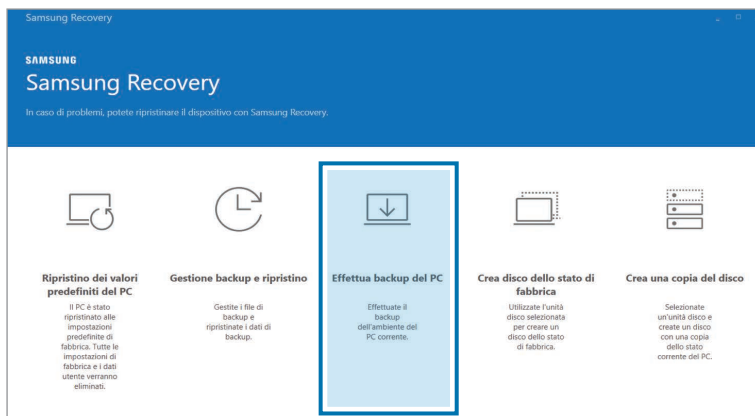 Samsung Recovery
SAMSUNG
Samsung Recovery
In caso di problemi, potete ripristinare il dispositivo con Samsung Recovery.
Ripristino dei valori
predefiniti del PC
Il PC è stato
ripristinato alle
impostazioni
predefinite di
fabbrica. Tutte le
impostazioni di
fabbrica e i dati
utente verranno
eliminati.
Gestione backup e ripristino
Gestite i file di
backup e
ripristinate i dati di
backup.
Effettua backup del PC
Effettuate il
backup
dell'ambiente del
PC corrente.
Crea disco dello stato di
fabbrica
Utilizzate l'unità
disco selezionata
per creare un
disco dello stato
di fabbrica.
Crea una copia del disco
Selezionate
un'unità disco e
create un disco
con una copia
dello stato
corrente del PC.